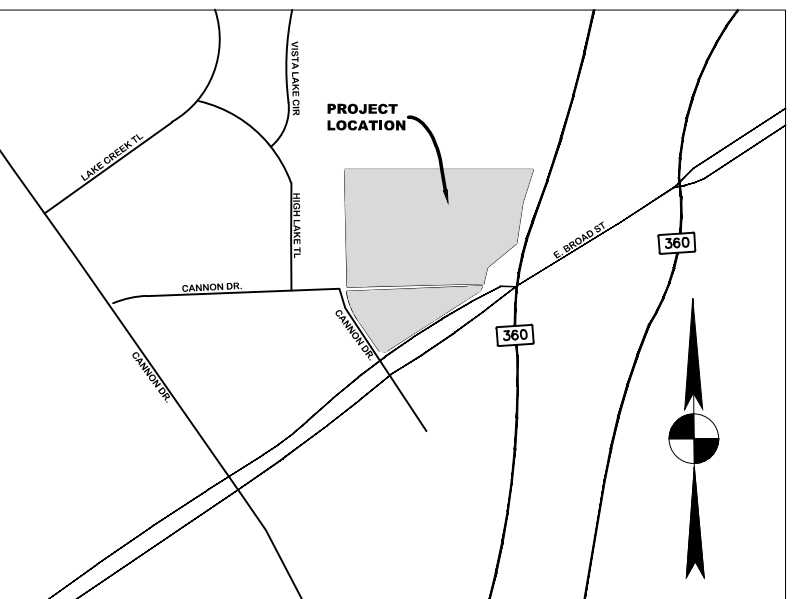 VISTA LAKE CIR
PROJECT
LOCATION
LAKE CREEK TL
HIGH LAKE TL
E. BROAD ST
360
CANNON DR.
CANNON DR.
360
CANNON DR.